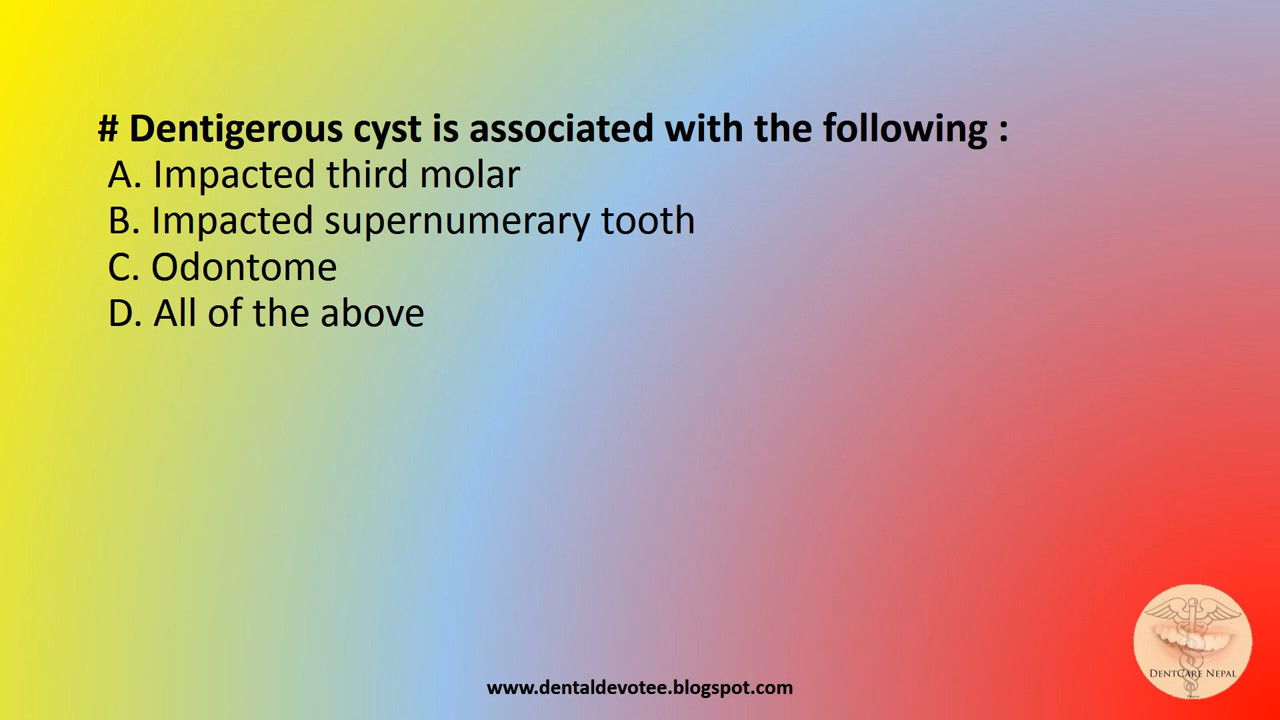 # Dentigerous cyst is associated with the following :
A. Impacted third molar
B. Impacted supernumerary tooth
C. Odontome
D. All of the above
DentCare Nepal
www.dentaldevotee.blogspot.com